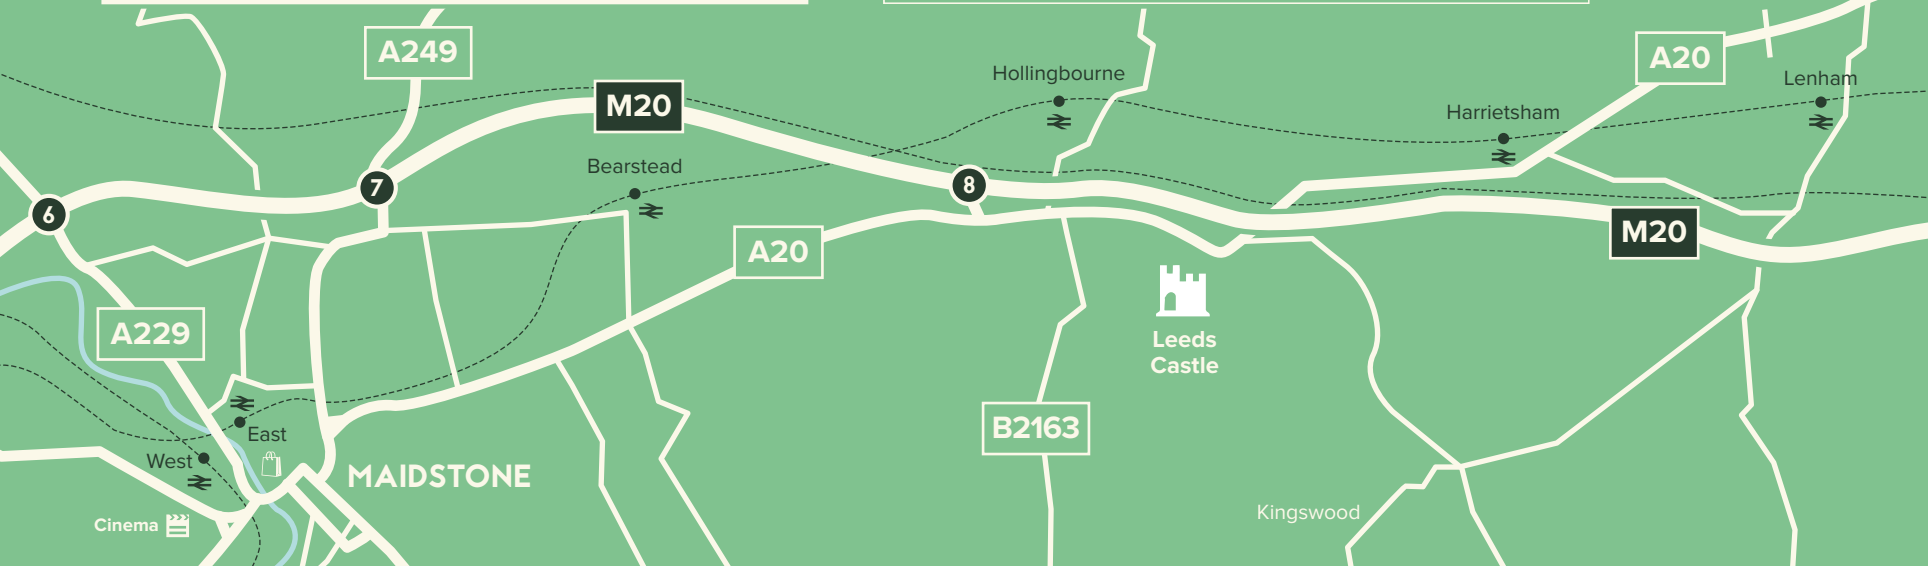 A249
A20
Hollingbourne
Lenham
M20
Harrietsham
Bearstead
7
8
6
A20
M20
A229
Leeds
Castle
B2163
East
West
MAIDSTONE
Kingswood
Cinema